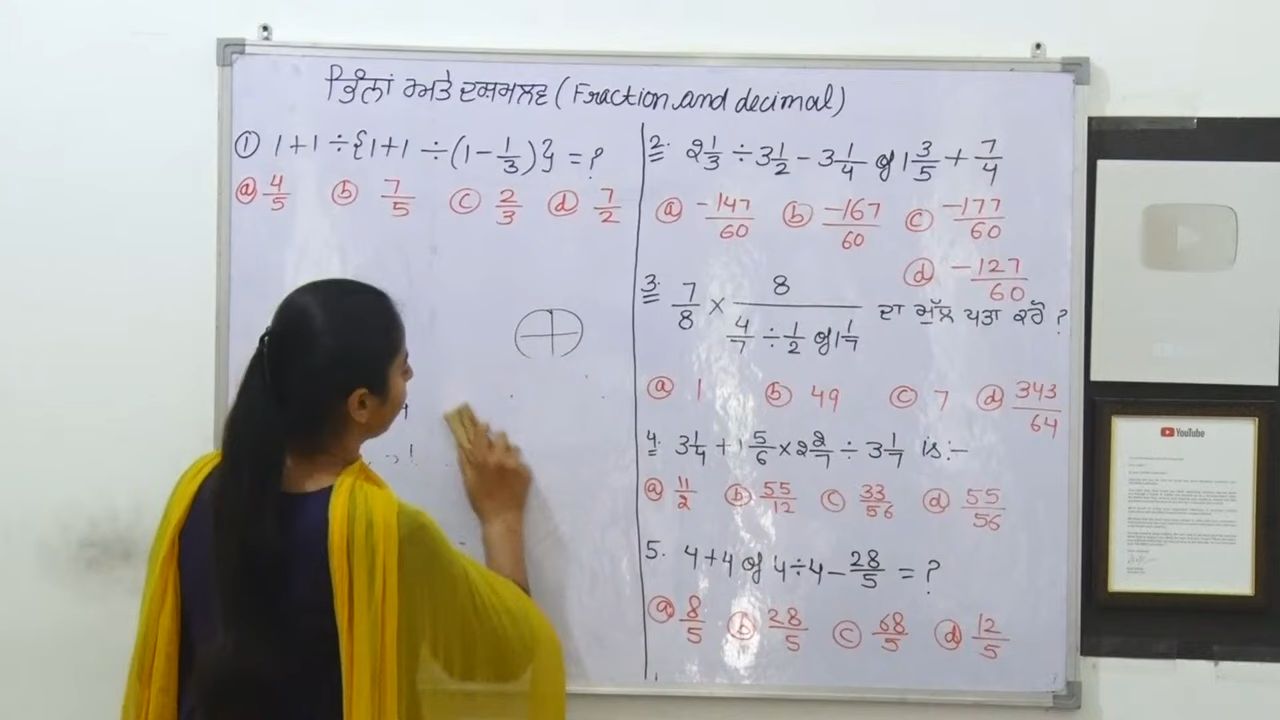 ਭਿੰਨਾਂ ਅਤੇ ਦਸ਼ਮਲਵ (Fraction and decimal)
① 1+1÷{1+1÷(1-1/3)} = ?
ⓐ 4/5 ⓑ 7/5 ⓒ 2/3 ⓓ 7/2
2. 2 1/3 ÷ 3 1/2 - 3 1/4 of 1 3/5 + 7/4
ⓐ -147/60 ⓑ -167/60 ⓒ -177/60
ⓓ -127/60
3. 7/8 × 8/(4/7 ÷ 1/2 of 1 1/7) ਦਾ ਮੁੱਲ ਪਤਾ ਕਰੋ ?
ⓐ 1 ⓑ 49 ⓒ 7 ⓓ 343/64
4. 3 1/4 + 1 5/6 × 2 2/7 ÷ 3 1/7 is:-
ⓐ 11/2 ⓑ 55/12 ⓒ 33/56 ⓓ 55/56
5. 4+4 of 4÷4 - 28/5 = ?
ⓐ 8/5 ⓑ 28/5 ⓒ 68/5 ⓓ 12/5
YouTube